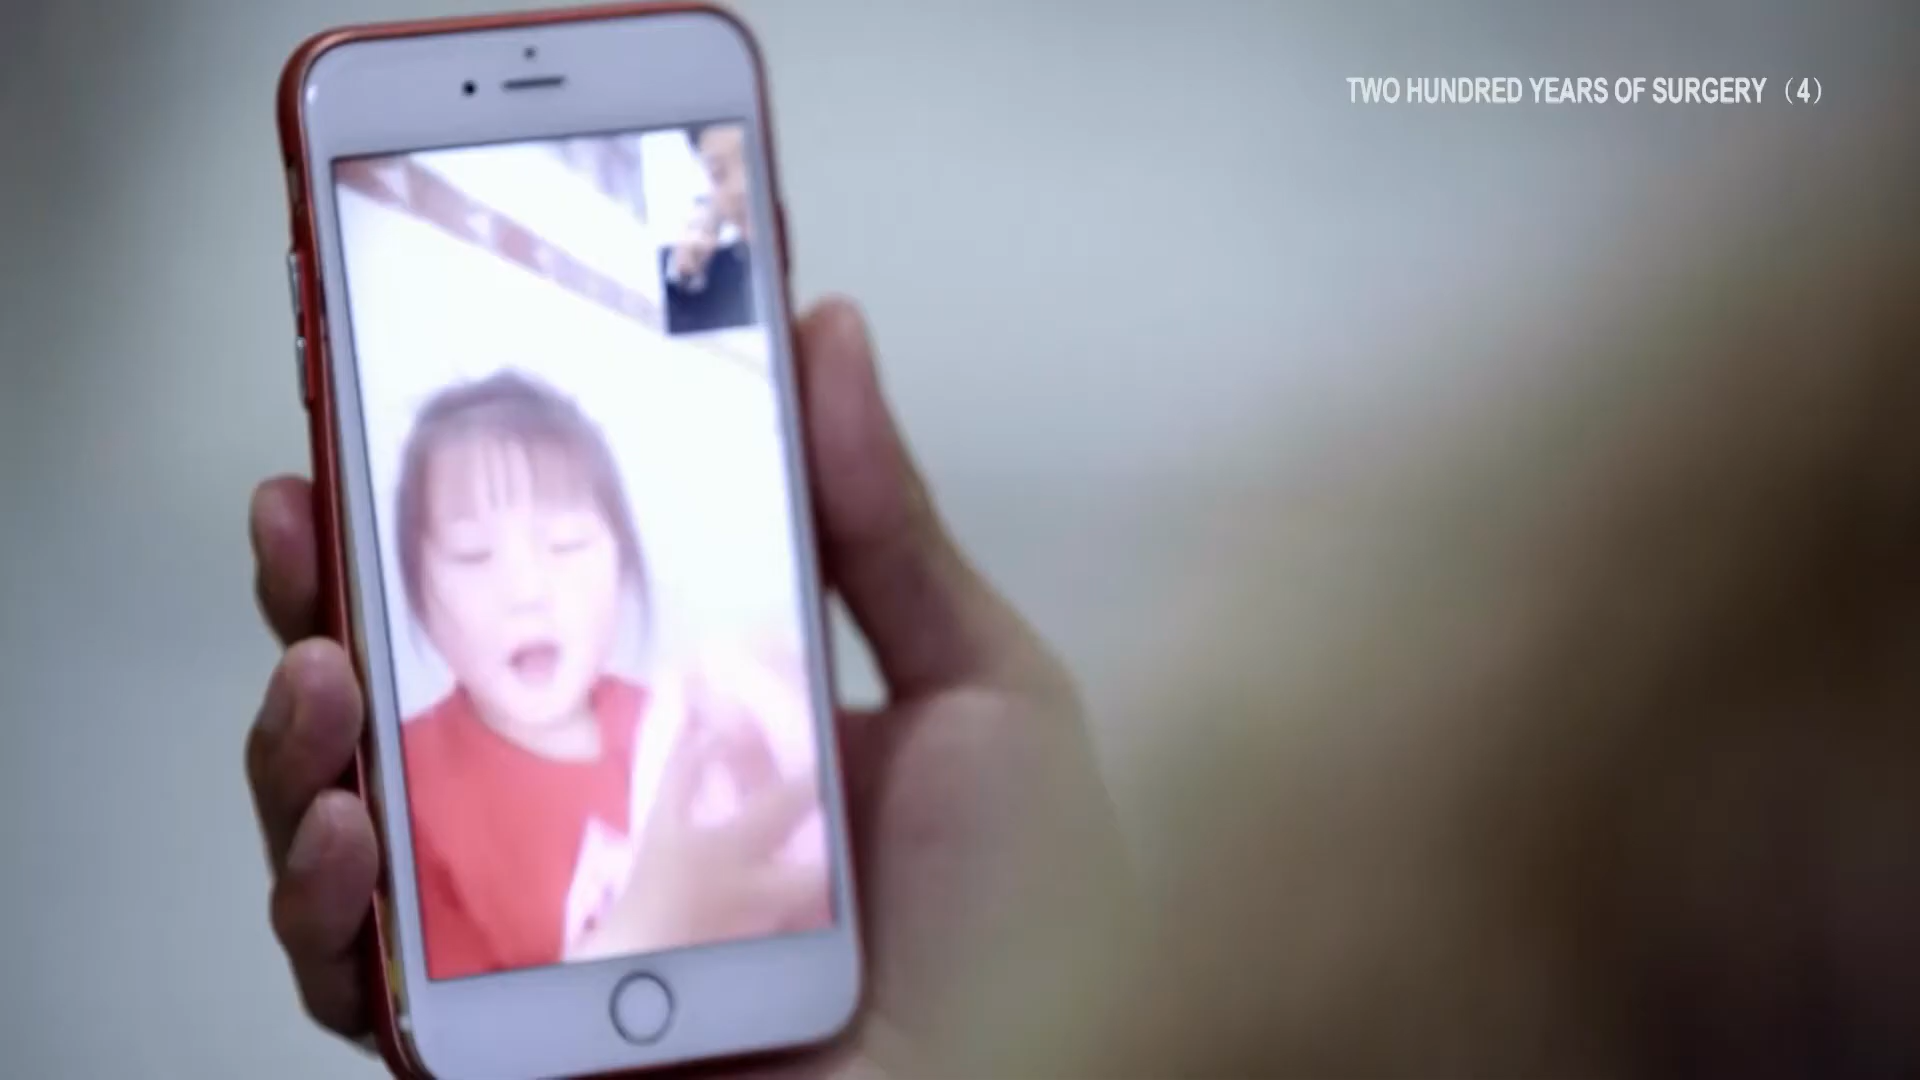 TWO HUNDRED YEARS OF SURGERY（4）